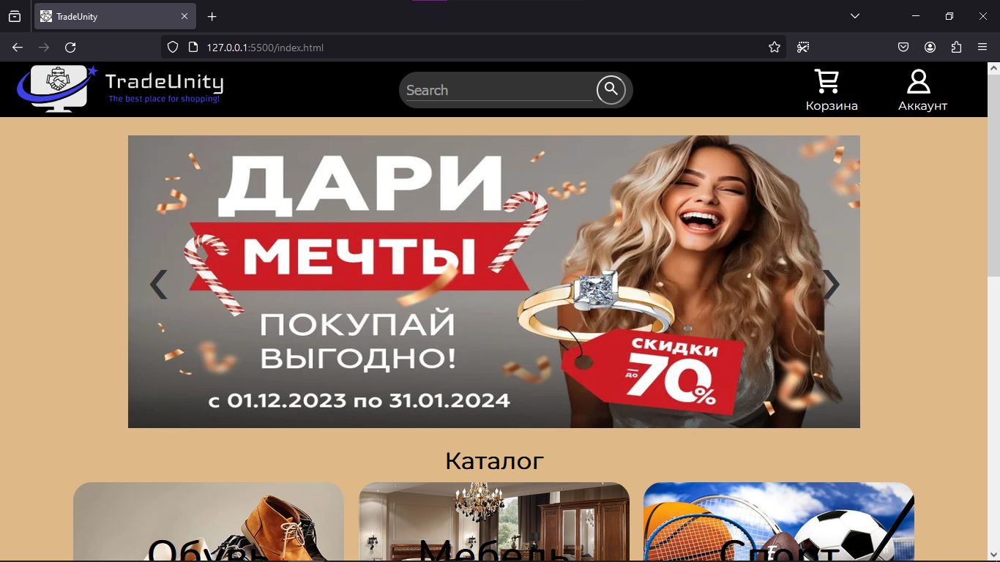 TradeUnity
127.0.0.1:5500/index.html
TradeUnity
The best place for shopping!
Search
Корзина
Аккаунт
ДАРИ
МЕЧТЫ
ПОКУПАЙ
ВЫГОДНО!
с 01.12.2023 по 31.01.2024
СКИДКИ
до 70%
Каталог
Обувь
Мебель
Спорт